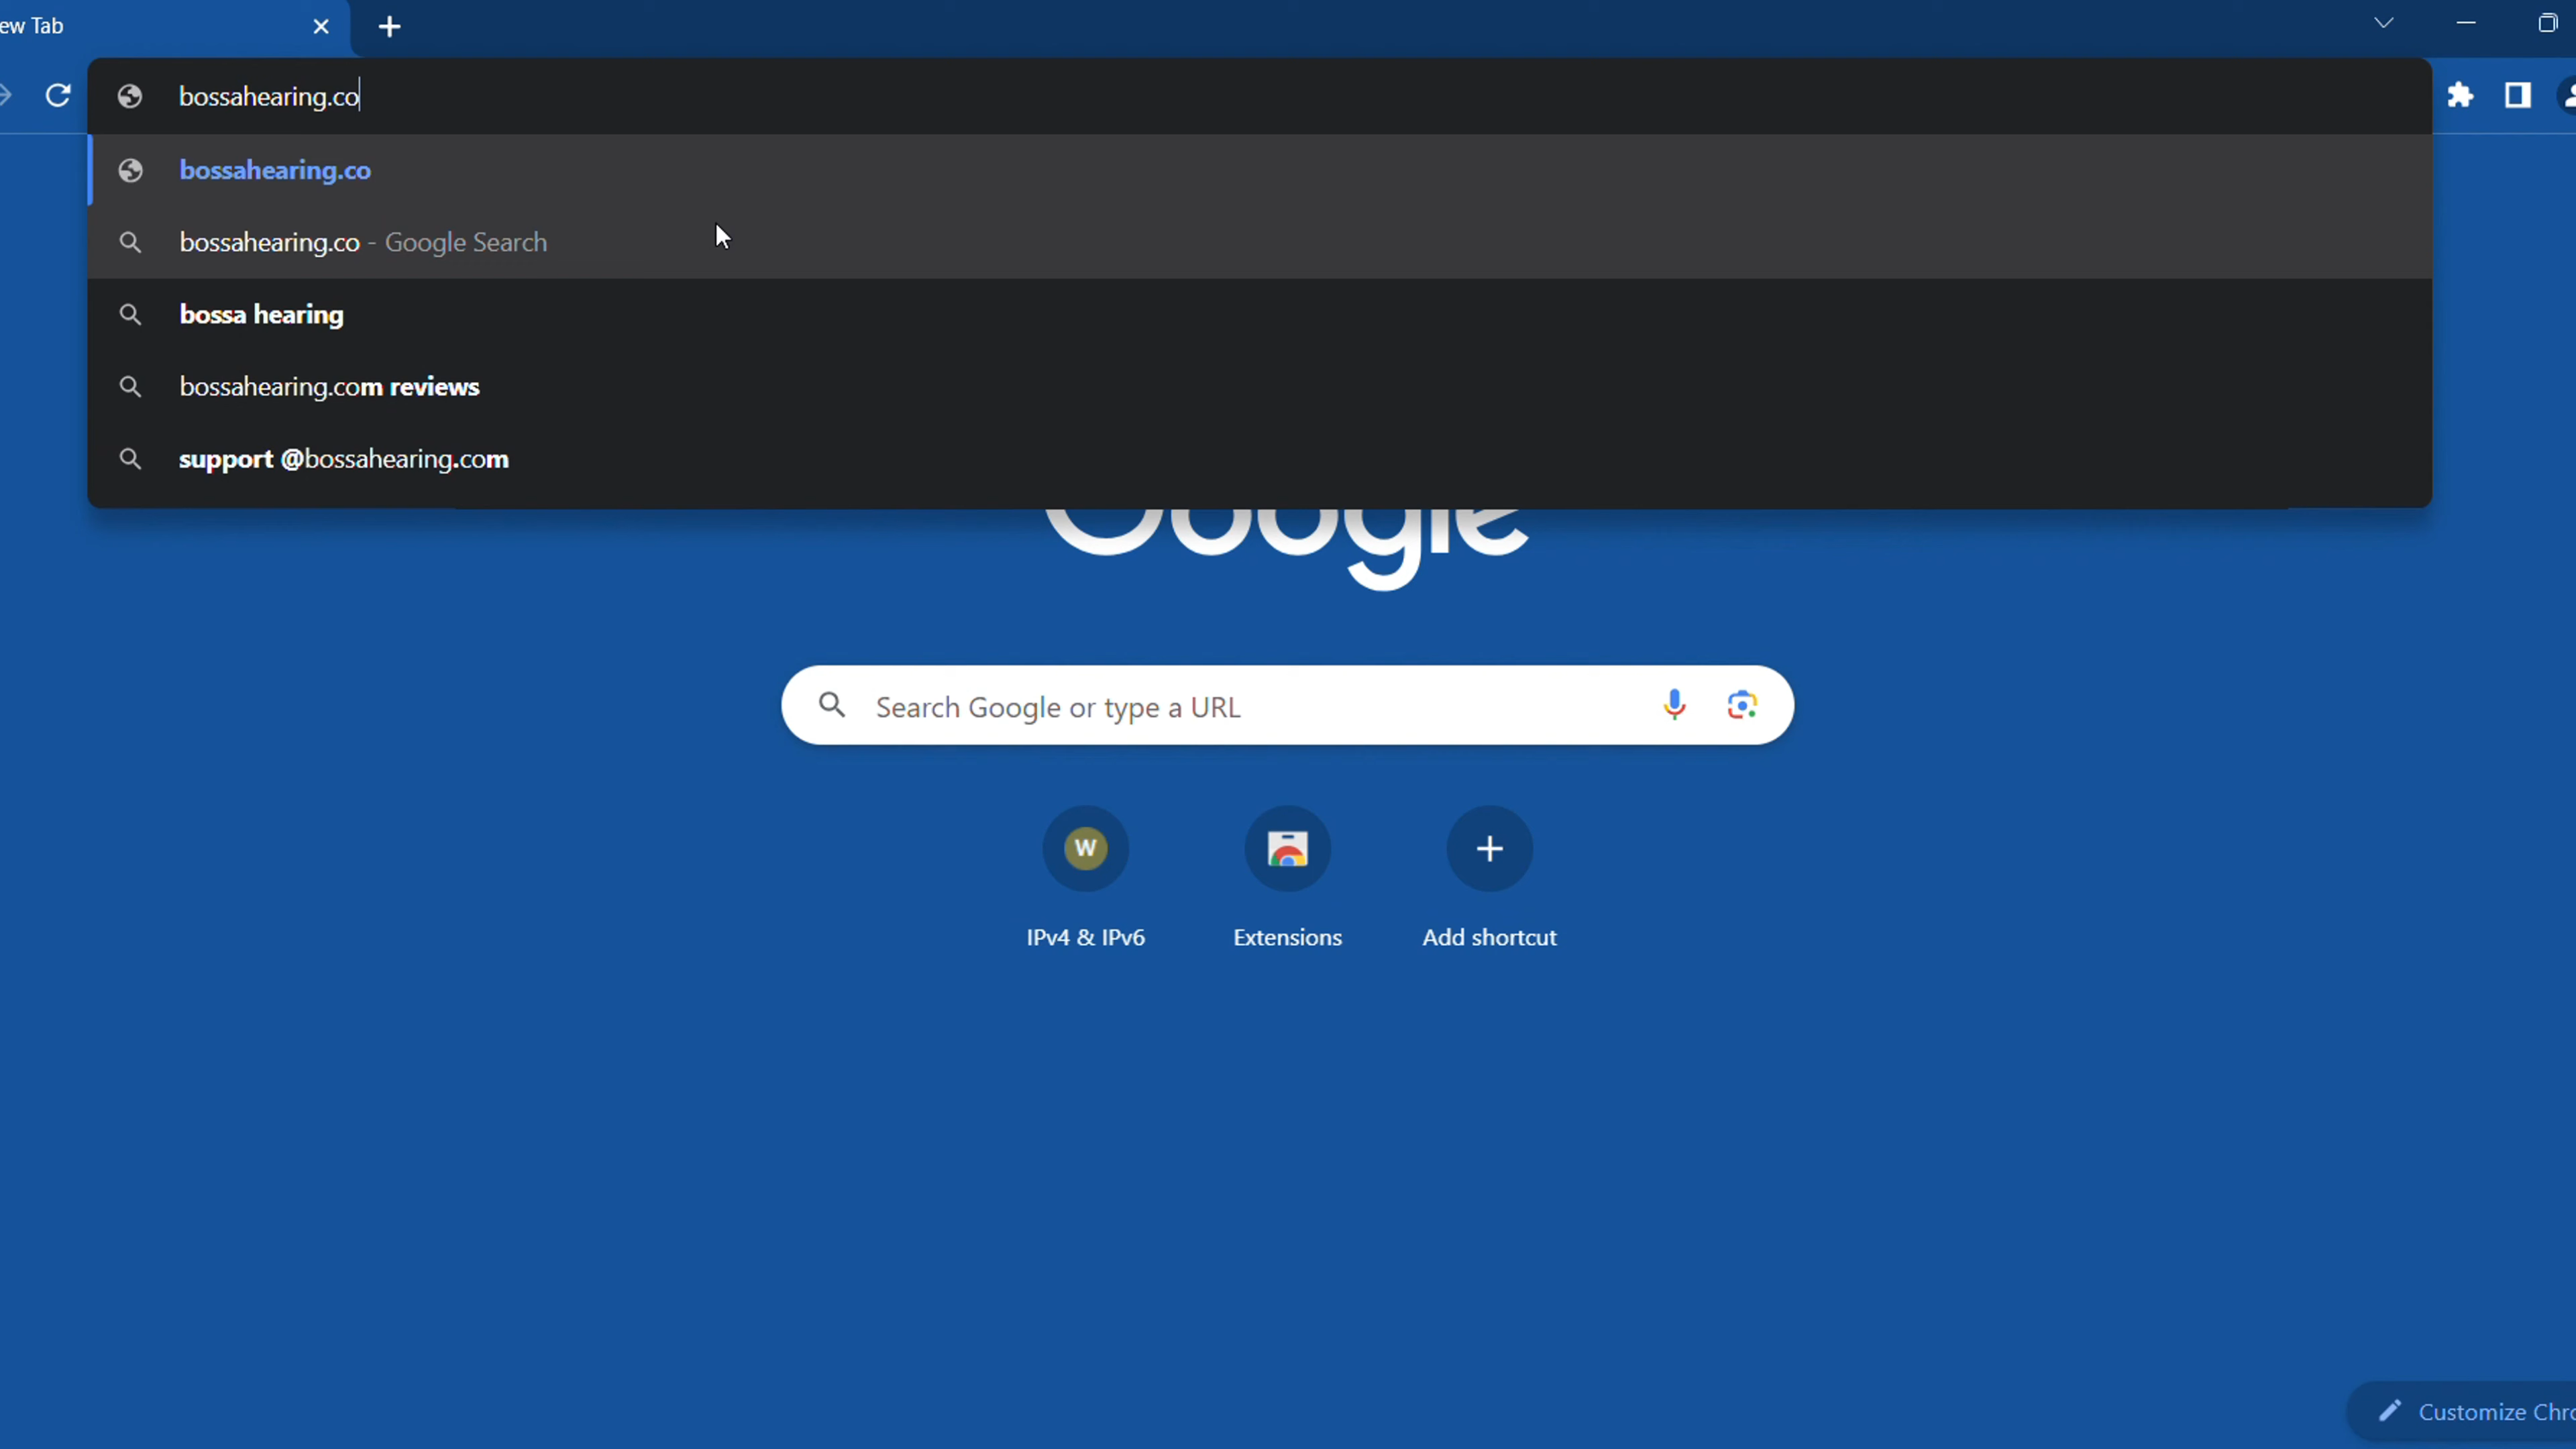 ew Tab
bossahearing.co
bossahearing.co
bossahearing.co - Google Search
bossa hearing
bossahearing.com reviews
support @bossahearing.com
Google
Search Google or type a URL
W
IPv4 & IPv6
Extensions
Add shortcut
Customize Chro